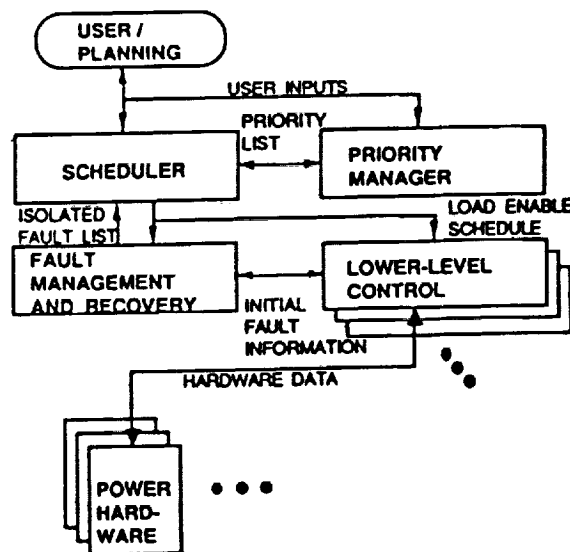 USER /
PLANNING
USER INPUTS
PRIORITY
LIST
SCHEDULER
PRIORITY
MANAGER
ISOLATED
FAULT LIST
LOAD ENABLE
SCHEDULE
FAULT
MANAGEMENT
AND RECOVERY
LOWER-LEVEL
CONTROL
INITIAL
FAULT
INFORMATION
HARDWARE DATA
POWER
HARD-
WARE